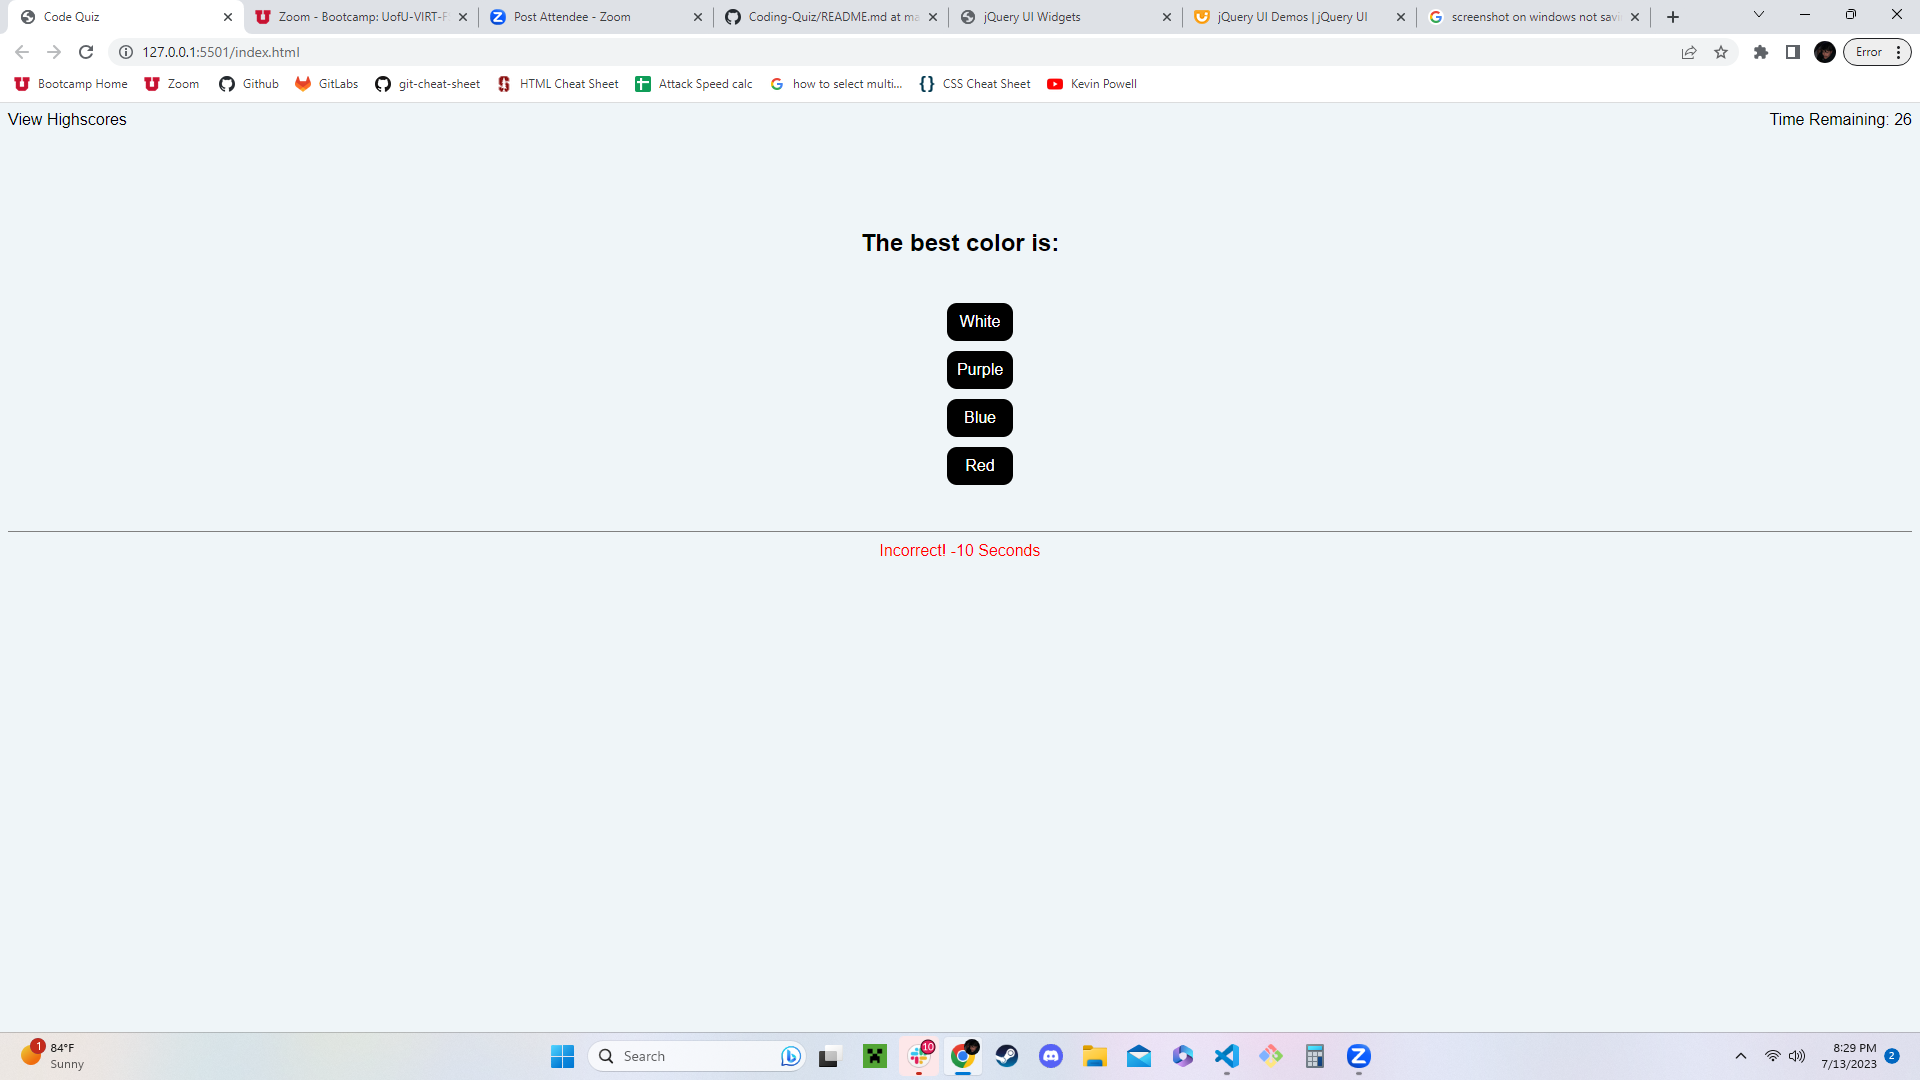 Code Quiz
Zoom - Bootcamp: UofU-VIRT-F
Post Attendee - Zoom
Coding-Quiz/README.md at ma
jQuery UI Widgets
jQuery UI Demos | jQuery UI
screenshot on windows not savi
127.0.0.1:5501/index.html
Error
Bootcamp Home
Zoom
Github
GitLabs
git-cheat-sheet
HTML Cheat Sheet
Attack Speed calc
how to select multi...
CSS Cheat Sheet
Kevin Powell
View Highscores
Time Remaining: 26
The best color is:
White
Purple
Blue
Red
Incorrect! -10 Seconds
1
84°F
Sunny
Search
10
8:29 PM
7/13/2023
2